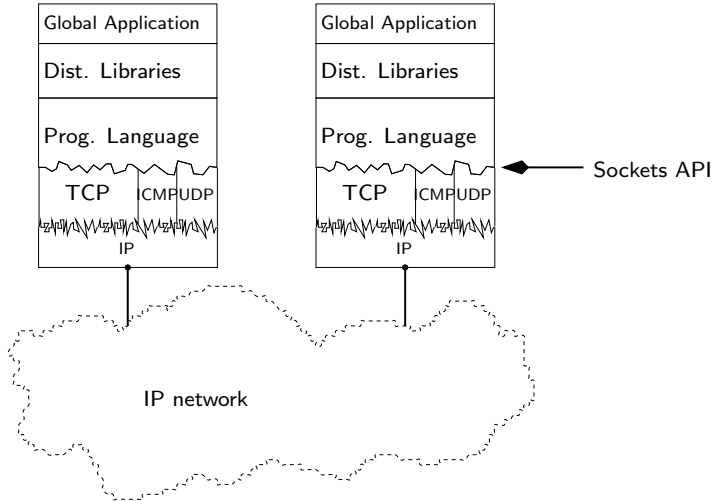 Global Application
Dist. Libraries
Prog. Language
TCP ICMP UDP
IP
Global Application
Dist. Libraries
Prog. Language
TCP ICMP UDP
IP
Sockets API
IP network